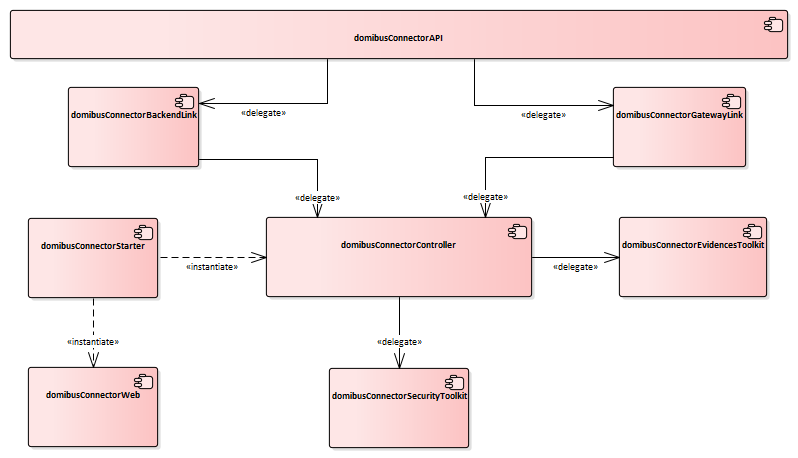 domibusConnectorAPI
domibusConnectorBackendLink
«delegate»
«delegate»
domibusConnectorGatewayLink
«delegate»
«delegate»
domibusConnectorStarter
«instantiate»
domibusConnectorController
«delegate»
domibusConnectorEvidencesToolkit
«instantiate»
«delegate»
domibusConnectorWeb
domibusConnectorSecurityToolkit